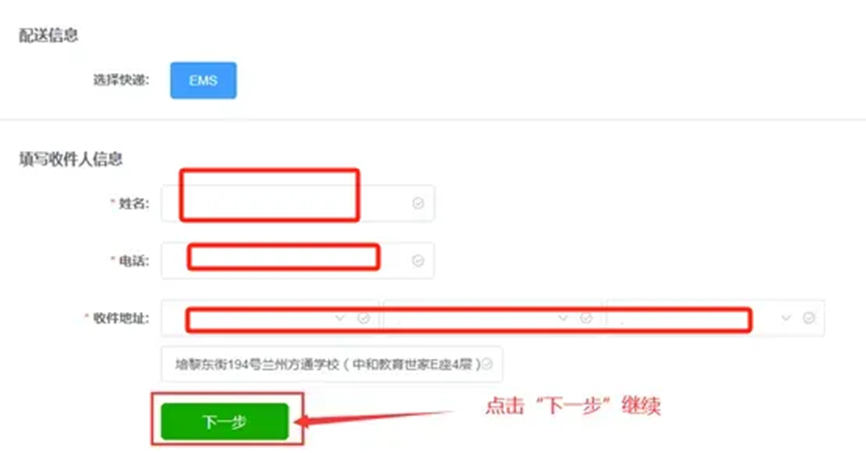 配送信息
选择快递: EMS
填写收件人信息
* 姓名:
* 电话:
* 收件地址:
培黎东街194号兰州方通学校（中和教育世家E座4层）
下一步
点击“下一步”继续